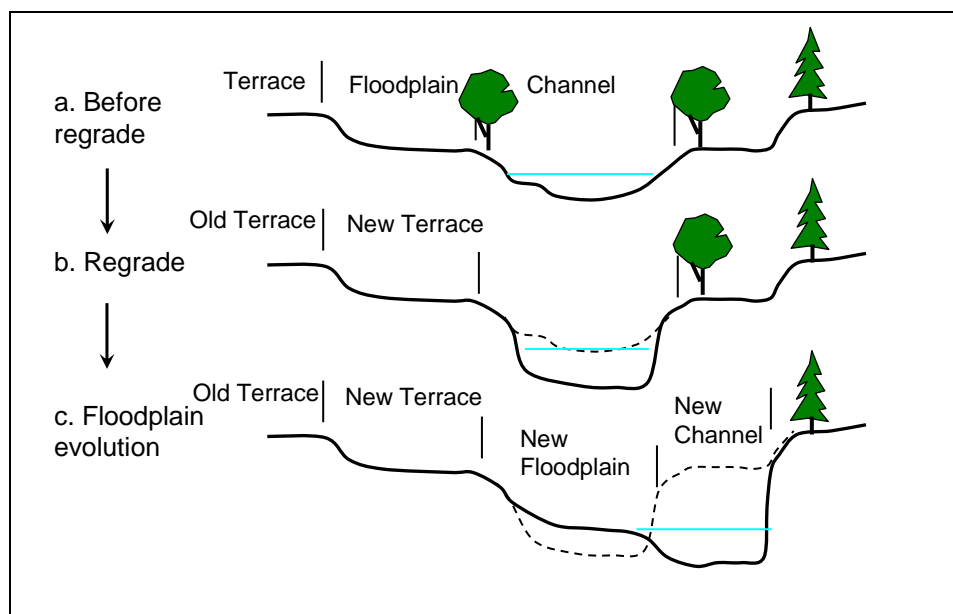 Terrace
Floodplain
Channel
a. Before
regrade
Old Terrace
New Terrace
b. Regrade
Old Terrace
New Terrace
New
Channel
c. Floodplain
evolution
New
Floodplain